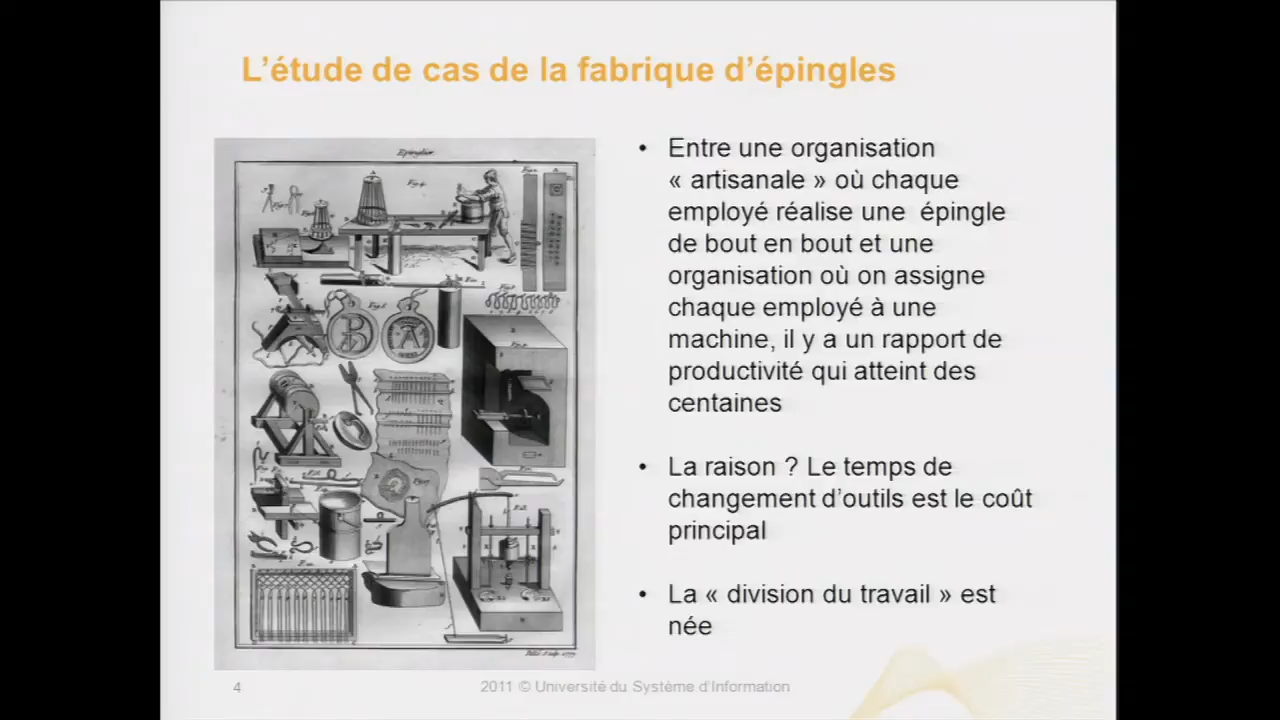 L'étude de cas de la fabrique d'épingles
Epinglier
• Entre une organisation
« artisanale » où chaque
employé réalise une épingle
de bout en bout et une
organisation où on assigne
chaque employé à une
machine, il y a un rapport de
productivité qui atteint des
centaines
• La raison ? Le temps de
changement d'outils est le coût
principal
• La « division du travail » est
née
4
2011 © Université du Système d'Information